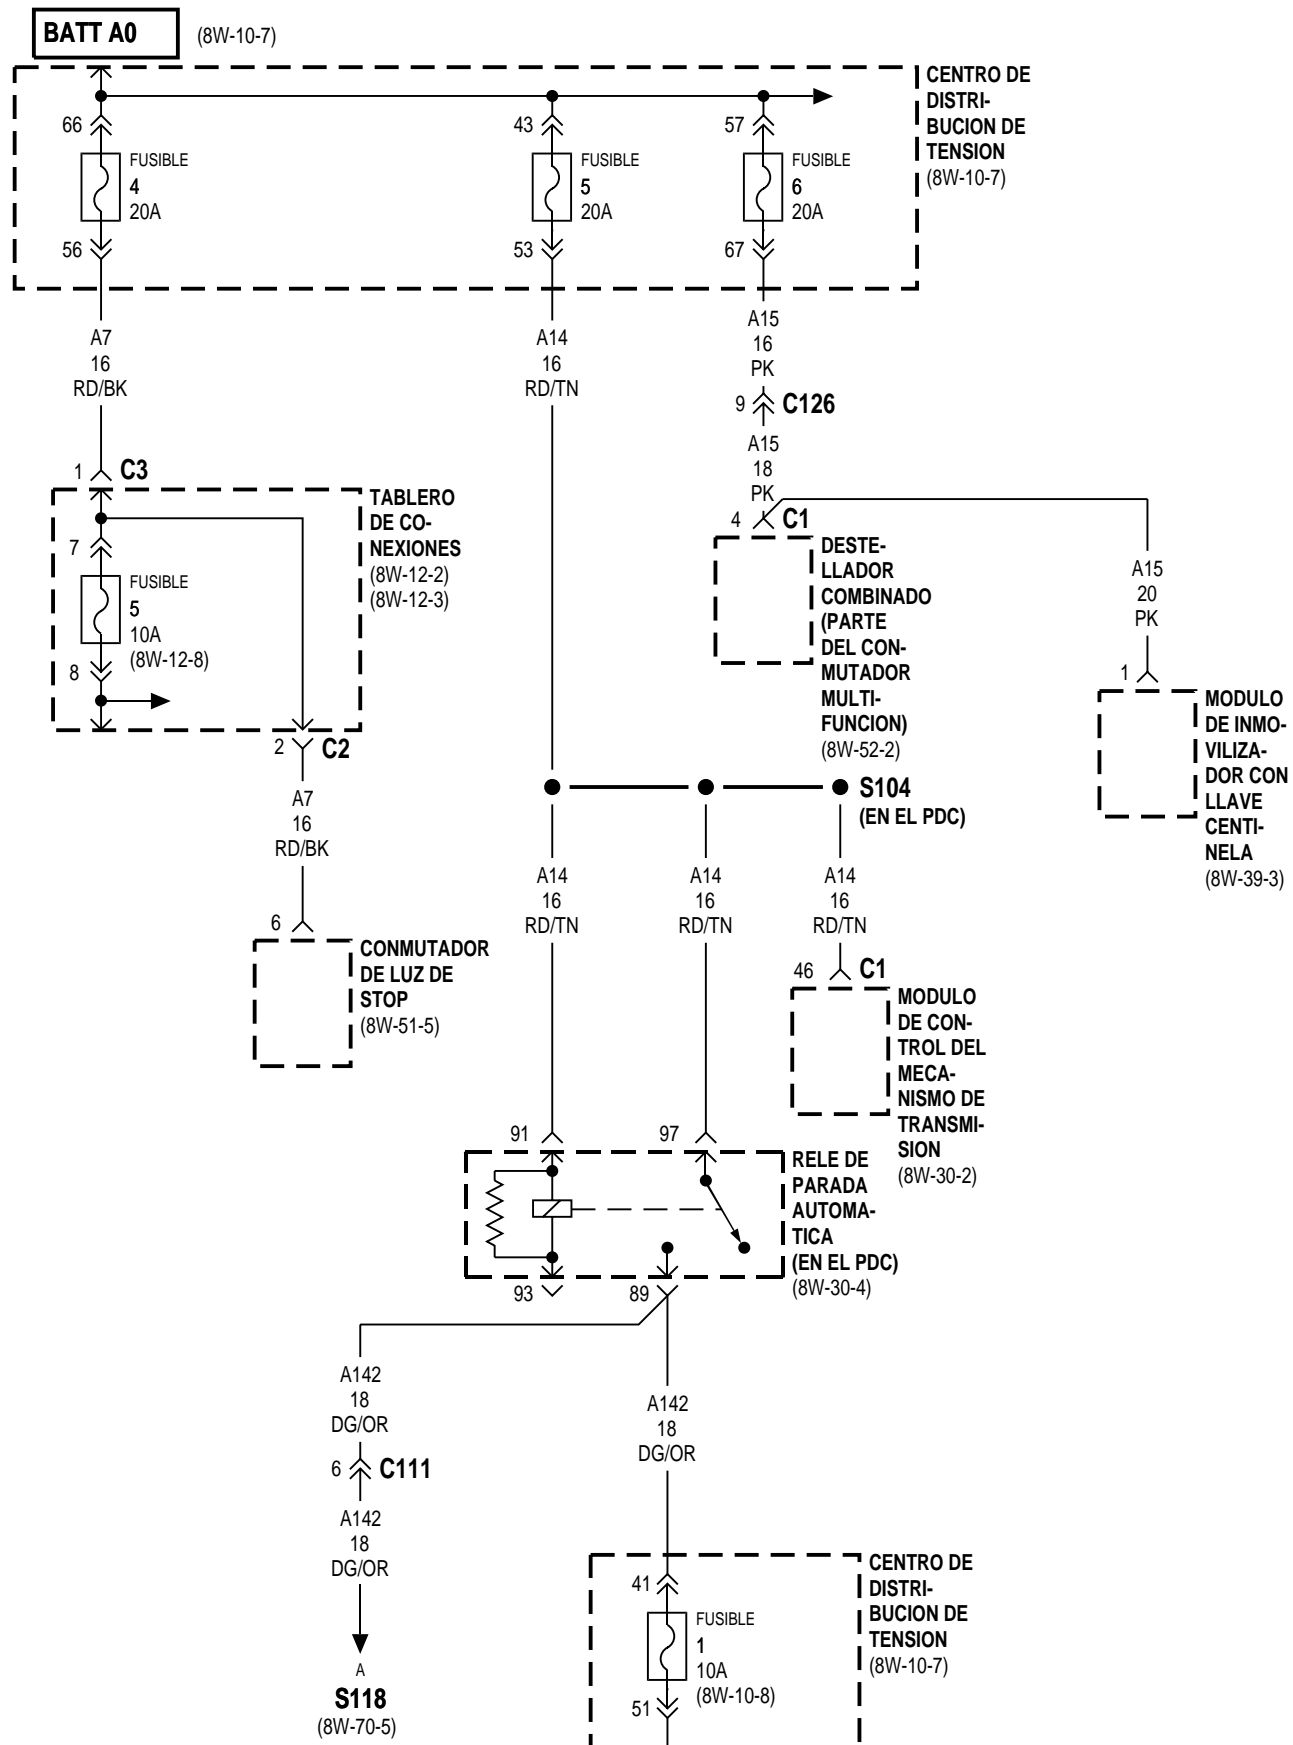 BATT A0
(8W-10-7)
CENTRO DE
DISTRI-
BUCION DE
TENSION
(8W-10-7)
66
FUSIBLE
4
20A
56
43
FUSIBLE
5
20A
53
57
FUSIBLE
6
20A
67
A7
16
RD/BK
A14
16
RD/TN
A15
16
PK
9
C126
A15
18
PK
1
C3
TABLERO
DE CO-
NEXIONES
(8W-12-2)
(8W-12-3)
7
FUSIBLE
5
10A
(8W-12-8)
8
2
C2
A7
16
RD/BK
6
CONMUTADOR
DE LUZ DE
STOP
(8W-51-5)
4
C1
DESTE-
LLADOR
COMBINADO
(PARTE
DEL CON-
MUTADOR
MULTI-
FUNCION)
(8W-52-2)
A15
20
PK
1
MODULO
DE INMO-
VILIZA-
DOR CON
LLAVE
CENTI-
NELA
(8W-39-3)
S104
(EN EL PDC)
A14
16
RD/TN
A14
16
RD/TN
A14
16
RD/TN
46
C1
MODULO
DE CON-
TROL DEL
MECA-
NISMO DE
TRANSMI-
SION
(8W-30-2)
91
97
RELE DE
PARADA
AUTOMA-
TICA
(EN EL PDC)
(8W-30-4)
93
89
A142
18
DG/OR
6
C111
A142
18
DG/OR
A
S118
(8W-70-5)
A142
18
DG/OR
CENTRO DE
DISTRI-
BUCION DE
TENSION
(8W-10-7)
41
FUSIBLE
1
10A
(8W-10-8)
51